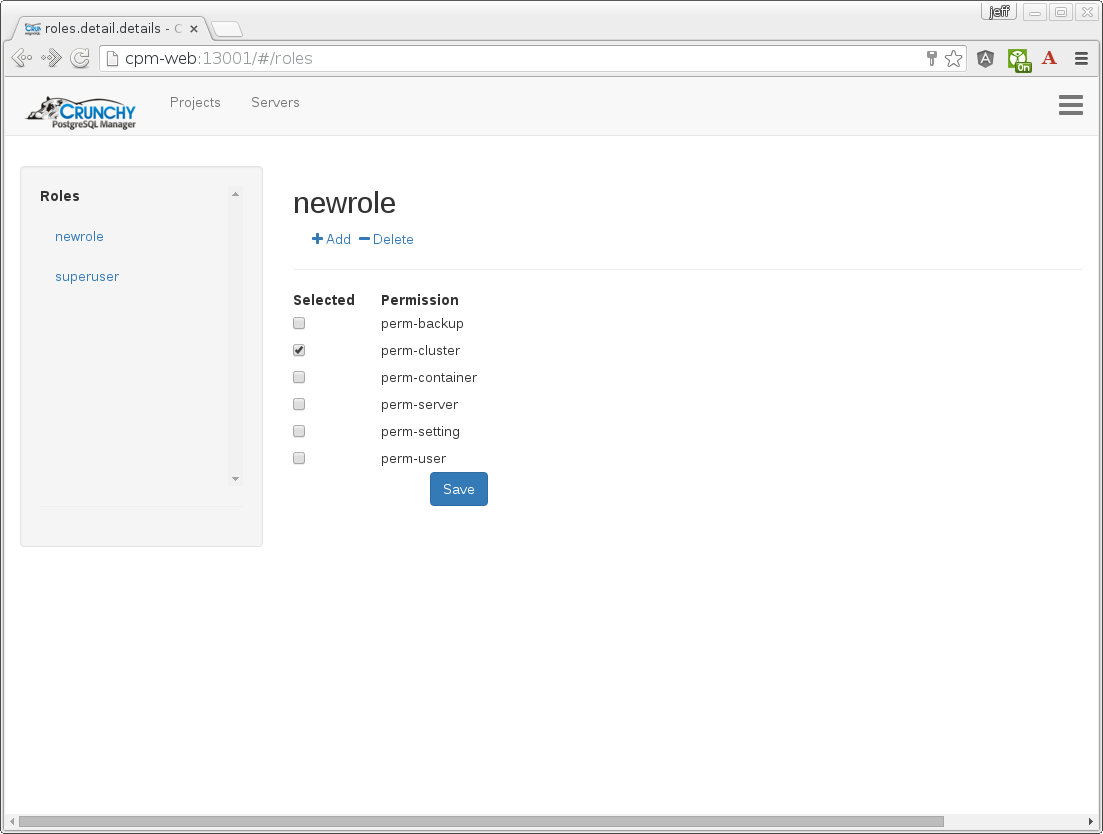 jeff
roles.detail.details - C
cpm-web:13001/#/roles
On
A
CRUNCHY
PostgreSQL Manager
Projects Servers
Roles
newrole
superuser
newrole
Add Delete
Selected Permission
perm-backup
perm-cluster
perm-container
perm-server
perm-setting
perm-user
Save